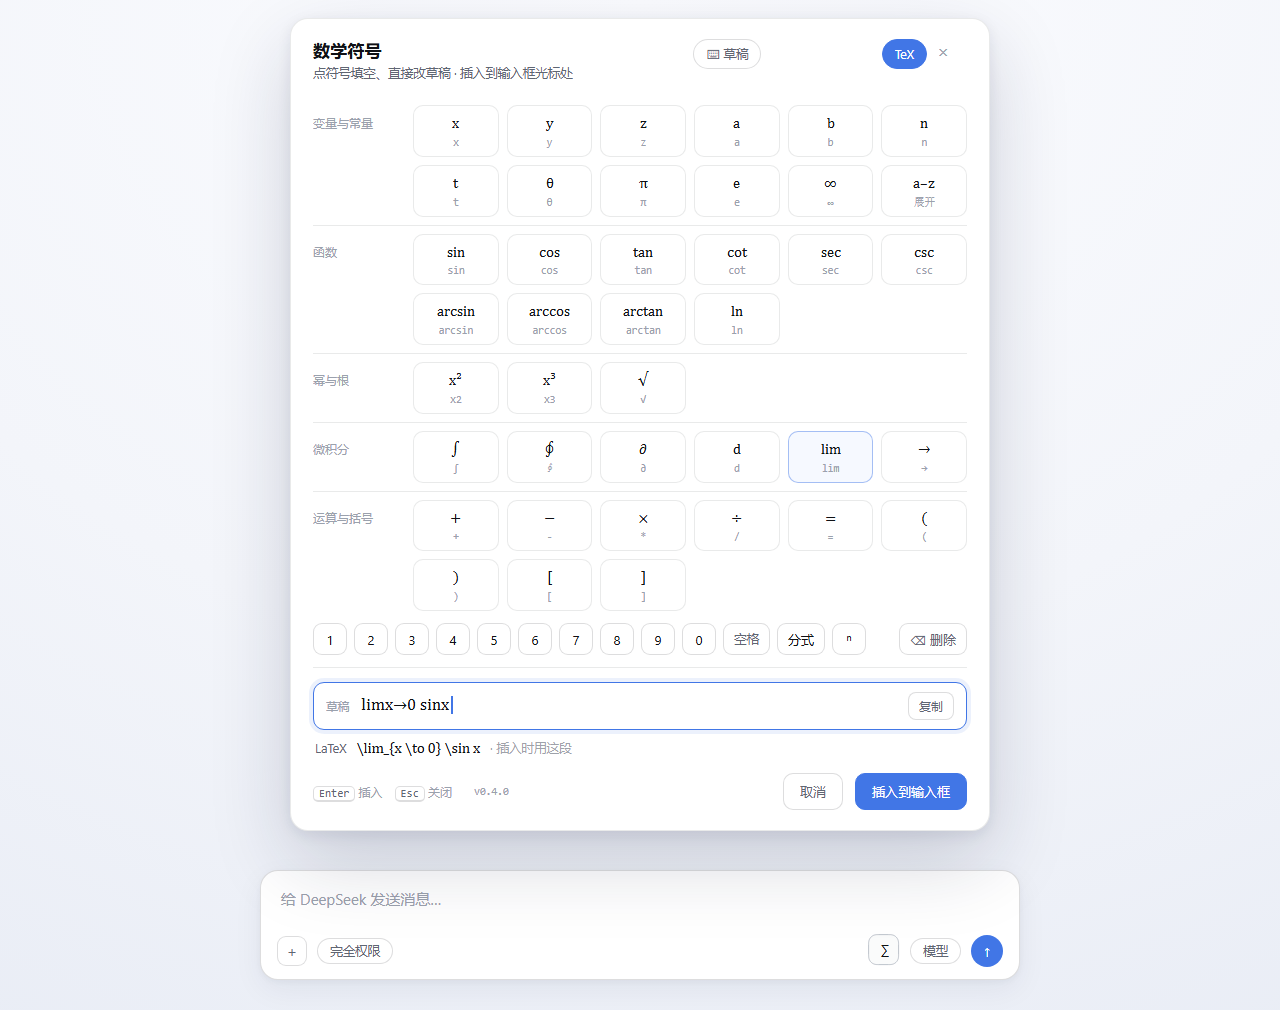 数学符号
点符号填空、直接改草稿 · 插入到输入框光标处
⌨ 草稿
TeX ×
变量与常量
x y z a b n
x y z a b n
t θ π e ∞ a–z
t θ π e ∞ 展开
函数
sin cos tan cot sec csc
sin cos tan cot sec csc
arcsin arccos arctan ln
arcsin arccos arctan ln
幂与根
x² x³ √
x2 x3 √
微积分
∫ ∮ ∂ d lim →
∫ ∮ ∂ d lim →
运算与括号
+ − × ÷ = (
+ - * / = (
) [ ]
) [ ]
1 2 3 4 5 6 7 8 9 0 空格 分式 ⁿ ⌫ 删除
草稿 limx→0 sinx 复制
LaTeX \lim_{x \to 0} \sin x · 插入时用这段
Enter 插入 Esc 关闭 v0.4.0 取消 插入到输入框
给 DeepSeek 发送消息...
+ 完全权限 ∑ 模型 ↑